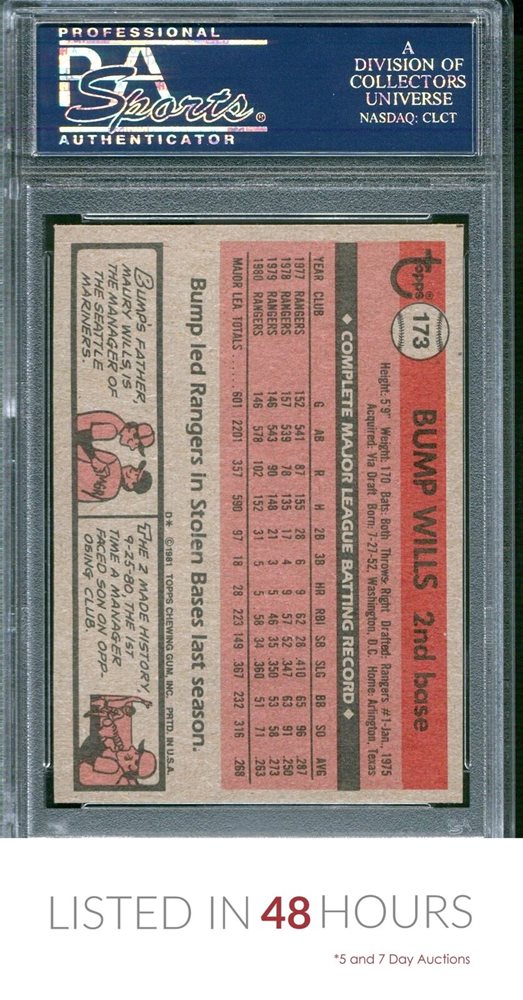 PROFESSIONAL
PSA
Sports®
AUTHENTICATOR
A
DIVISION OF
COLLECTORS
UNIVERSE
NASDAQ: CLCT
Topps®
173
BUMP WILLS 2nd base
Height: 5'9" Weight: 170 Bats: Both Throws: Right Drafted: Rangers #1-Jan., 1975
Acquired: Via Draft Born: 7-27-52, Washington, D.C. Home: Arlington, Texas
◆ COMPLETE MAJOR LEAGUE BATTING RECORD ◆
YEAR CLUB G AB R H 2B 3B HR RBI SB SLG BB SO AVG
1977 RANGERS 152 541 87 155 28 6 9 62 28 .410 65 96 .287
1978 RANGERS 157 539 78 135 17 4 9 57 52 .347 63 91 .250
1979 RANGERS 146 543 90 148 21 3 5 46 35 .350 53 58 .273
1980 RANGERS 146 578 102 152 31 5 5 58 34 .360 51 71 .263
MAJOR LEA. TOTALS..... 601 2201 357 590 97 18 28 223 149 .367 232 316 .268
Bump led Rangers in Stolen Bases last season.
D* ©1981 TOPPS CHEWING GUM, INC. PRTD. IN U.S.A.
BUMP'S FATHER,
MAURY WILLS, IS
THE MANAGER OF
THE SEATTLE
MARINERS.
THE 2 MADE HISTORY,
9-25-80, THE 1ST
TIME A MANAGER
FACED SON ON OPP-
OSING CLUB.
LISTED IN 48 HOURS
*5 and 7 Day Auctions